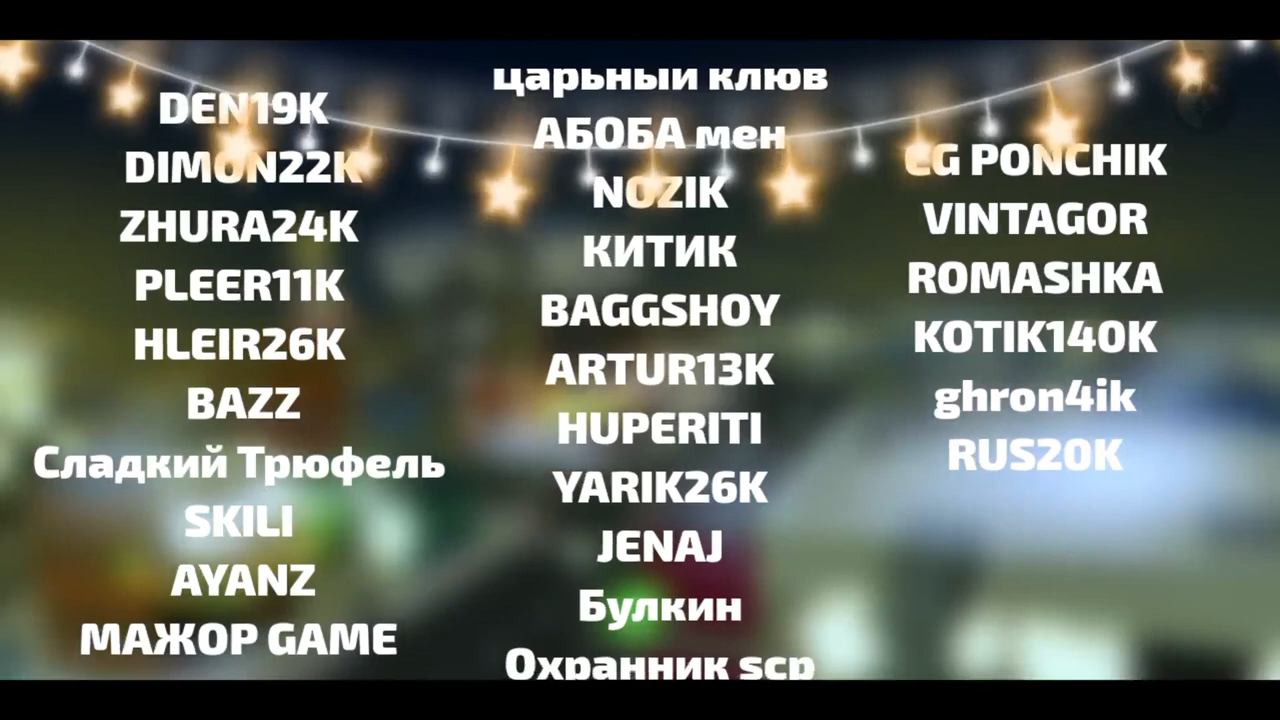 DEN19K
DIMON22K
ZHURA24K
PLEER11K
HLEIR26K
BAZZ
Сладкий Трюфель
SKILI
AYANZ
МАЖОР GAME
царьный клюв
АБОБА мен
NOZIK
КИТИК
BAGGSHOY
ARTUR13K
HUPERITI
YARIK26K
JENAJ
Булкин
Охранник scp
CG PONCHIK
VINTAGOR
ROMASHKA
KOTIK140K
ghron4ik
RUS20K